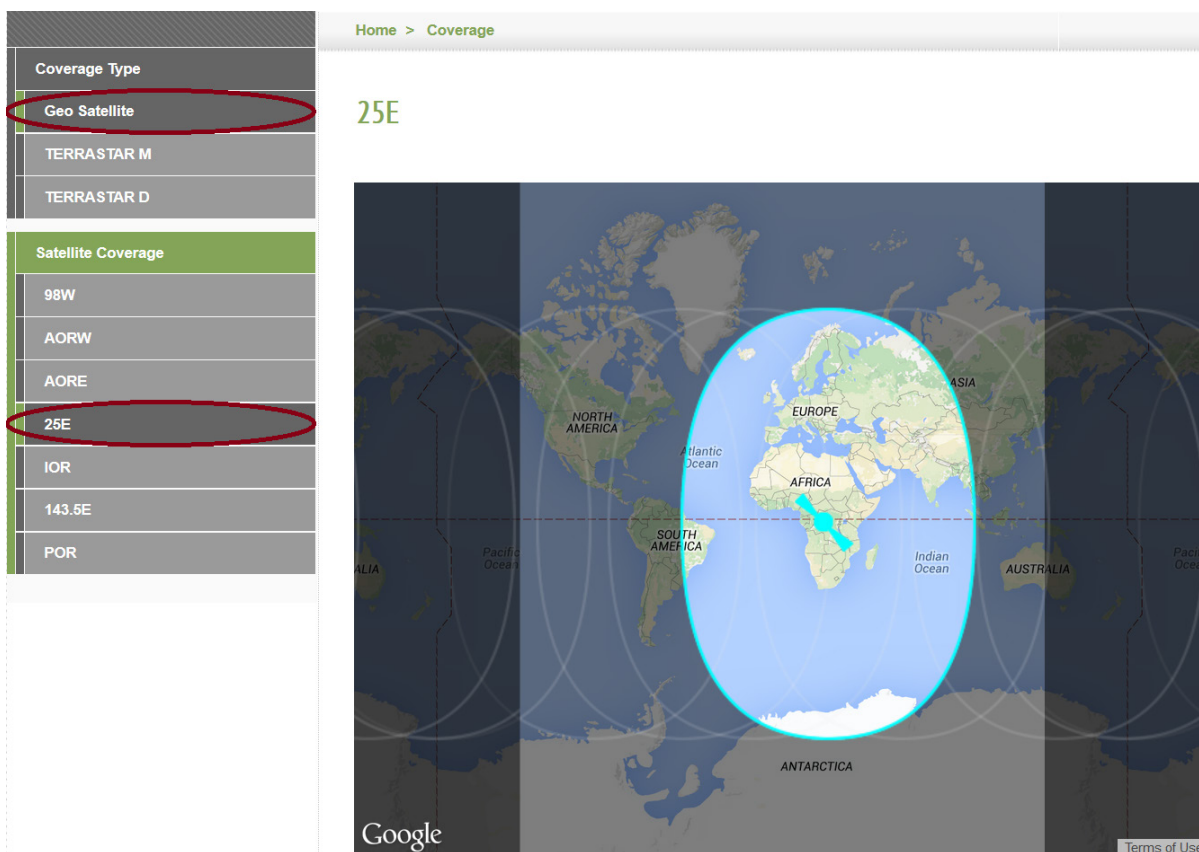 Home > Coverage
Coverage Type
Geo Satellite
TERRASTAR M
TERRASTAR D
Satellite Coverage
98W
AORW
AORE
25E
IOR
143.5E
POR
25E
ASIA
NORTH
AMERICA
EUROPE
Atlantic
Ocean
AFRICA
SOUTH
AMERICA
Pacific
Ocean
Indian
Ocean
ALIA
AUSTRALIA
Paci
Ocea
ANTARCTICA
Google
Terms of Use